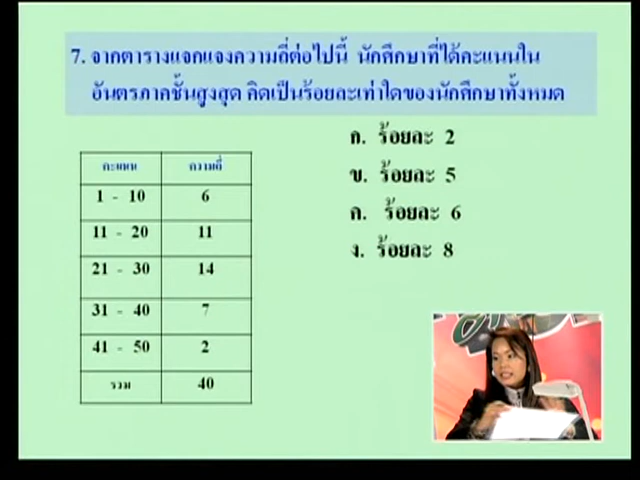 7. จากตารางแจกแจงความถี่ต่อไปนี้ นักศึกษาที่ได้คะแนนใน
อันตรภาคชั้นสูงสุด คิดเป็นร้อยละเท่าใดของนักศึกษาทั้งหมด
ก. ร้อยละ 2
ข. ร้อยละ 5
ค. ร้อยละ 6
ง. ร้อยละ 8
คะแนน ความถี่
1 - 10 6
11 - 20 11
21 - 30 14
31 - 40 7
41 - 50 2
รวม 40